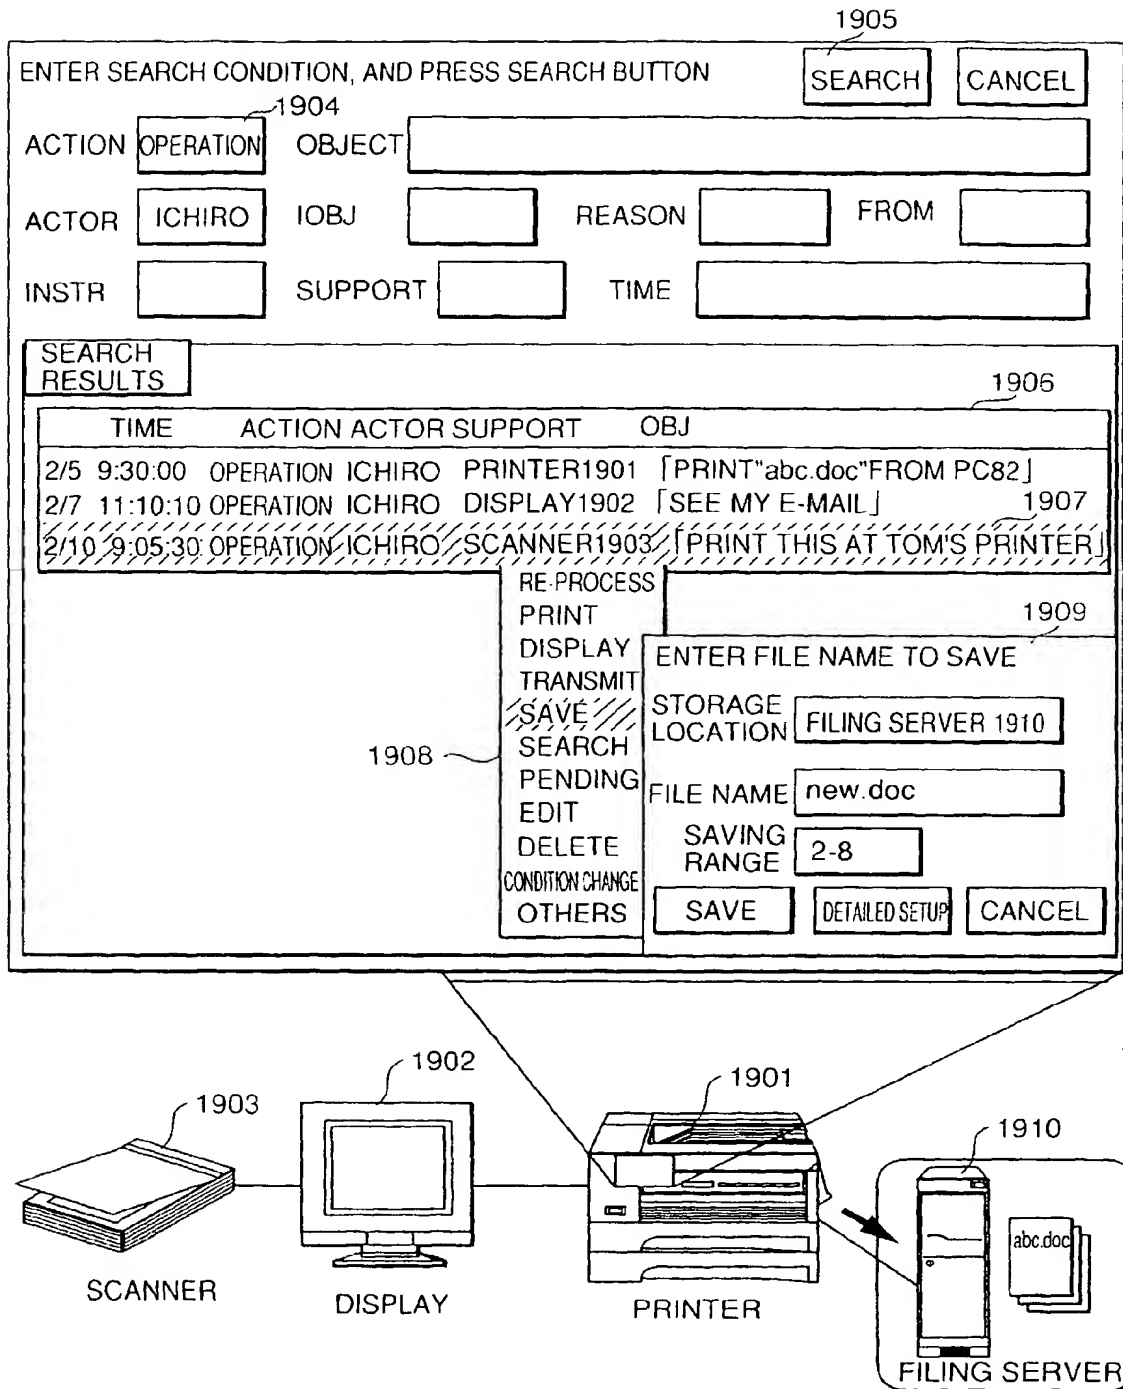 1905
ENTER SEARCH CONDITION, AND PRESS SEARCH BUTTON SEARCH CANCEL
1904
ACTION OPERATION OBJECT
ACTOR ICHIRO IOBJ REASON FROM
INSTR SUPPORT TIME
SEARCH
RESULTS
1906
TIME ACTION ACTOR SUPPORT OBJ
2/5 9:30:00 OPERATION ICHIRO PRINTER1901 「PRINT"abc.doc"FROM PC82」
2/7 11:10:10 OPERATION ICHIRO DISPLAY1902 「SEE MY E-MAIL」
1907
2/10 9:05:30 OPERATION ICHIRO SCANNER1903 「PRINT THIS AT TOM'S PRINTER」
1908
RE-PROCESS
PRINT
DISPLAY
TRANSMIT
SAVE
SEARCH
PENDING
EDIT
DELETE
CONDITION CHANGE
OTHERS
1909
ENTER FILE NAME TO SAVE
STORAGE
LOCATION FILING SERVER 1910
FILE NAME new.doc
SAVING
RANGE 2-8
SAVE DETAILED SETUP CANCEL
1903
1902
1901
1910
abc.doc
SCANNER
DISPLAY
PRINTER
FILING SERVER